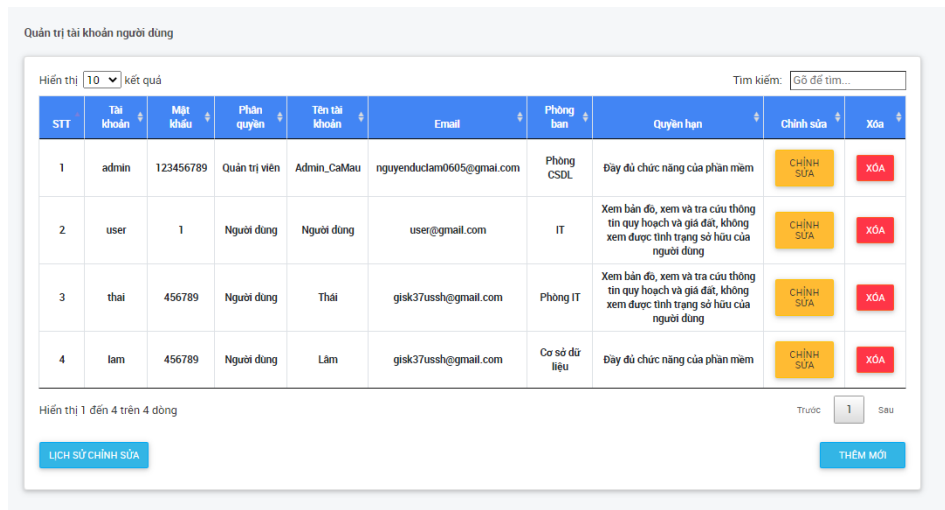 Quản trị tài khoản người dùng
Hiển thị 10 kết quả
Tìm kiếm: Gõ để tìm...
STT Tài khoản Mật khẩu Phân quyền Tên tài khoản Email Phòng ban Quyền hạn Chỉnh sửa Xóa
1 admin 123456789 Quản trị viên Admin_CaMau nguyenduclam0605@gmai.com Phòng CSDL Đầy đủ chức năng của phần mềm CHỈNH SỬA XÓA
2 user 1 Người dùng Người dùng user@gmail.com IT Xem bản đồ, xem và tra cứu thông tin quy hoạch và giá đất, không xem được tình trạng sở hữu của người dùng CHỈNH SỬA XÓA
3 thai 456789 Người dùng Thái gisk37ussh@gmail.com Phòng IT Xem bản đồ, xem và tra cứu thông tin quy hoạch và giá đất, không xem được tình trạng sở hữu của người dùng CHỈNH SỬA XÓA
4 lam 456789 Người dùng Lâm gisk37ussh@gmail.com Cơ sở dữ liệu Đầy đủ chức năng của phần mềm CHỈNH SỬA XÓA
Hiển thị 1 đến 4 trên 4 dòng
Trước 1 Sau
LỊCH SỬ CHỈNH SỬA
THÊM MỚI